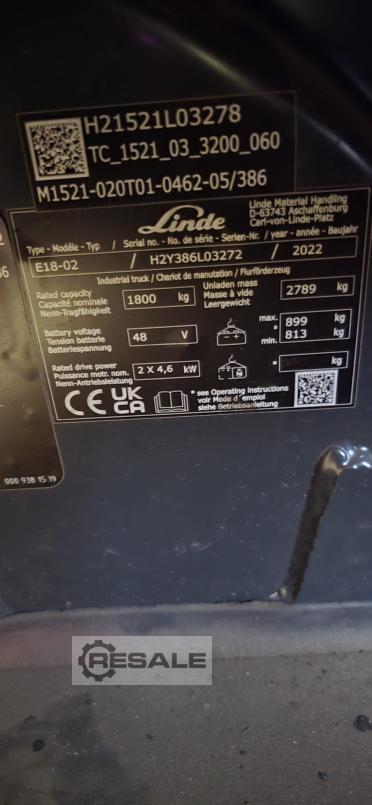 H21521L03278
TC_1521_03_3200_060
M1521-020T01-0462-05/386
Linde
Linde Material Handling
D-63743 Aschaffenburg
Carl-von-Linde-Platz
Type - Modèle - Typ / Serial no. - No. de série - Serien-Nr. / year - année - Baujahr
E18-02 / H2Y386L03272 / 2022
Industrial truck / Chariot de manutation / Flurförderzeug
Rated capacity
Capacité nominale
Nenn-Tragfähigkeit
1800 kg
Unladen mass
Masse à vide
Leergewicht
2789 kg
Battery voltage
Tension batterie
Batteriespannung
48 V
max. 899 kg
* min. 813 kg
Rated drive power
Puissance motr. nom.
Nenn-Antriebsleistung
2 X 4,6 kW
* kg
CE UK
CA
* see Operating instructions
voir Mode d'emploi
siehe Betriebsanleitung
000 938 15 19
RESALE